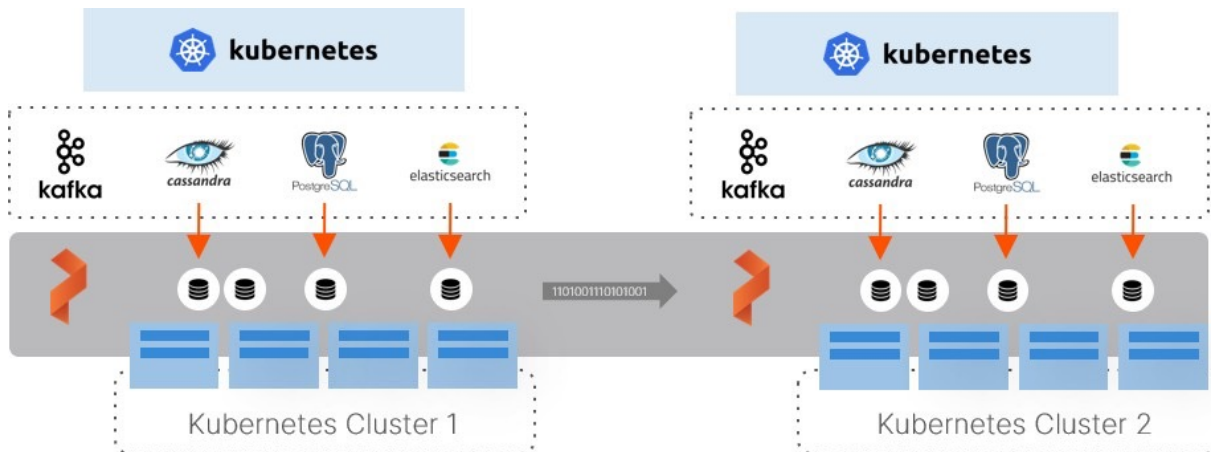 kubernetes
kubernetes
kafka
cassandra
PostgreSQL
elasticsearch
kafka
cassandra
PostgreSQL
elasticsearch
1101001110101001
Kubernetes Cluster 1
Kubernetes Cluster 2